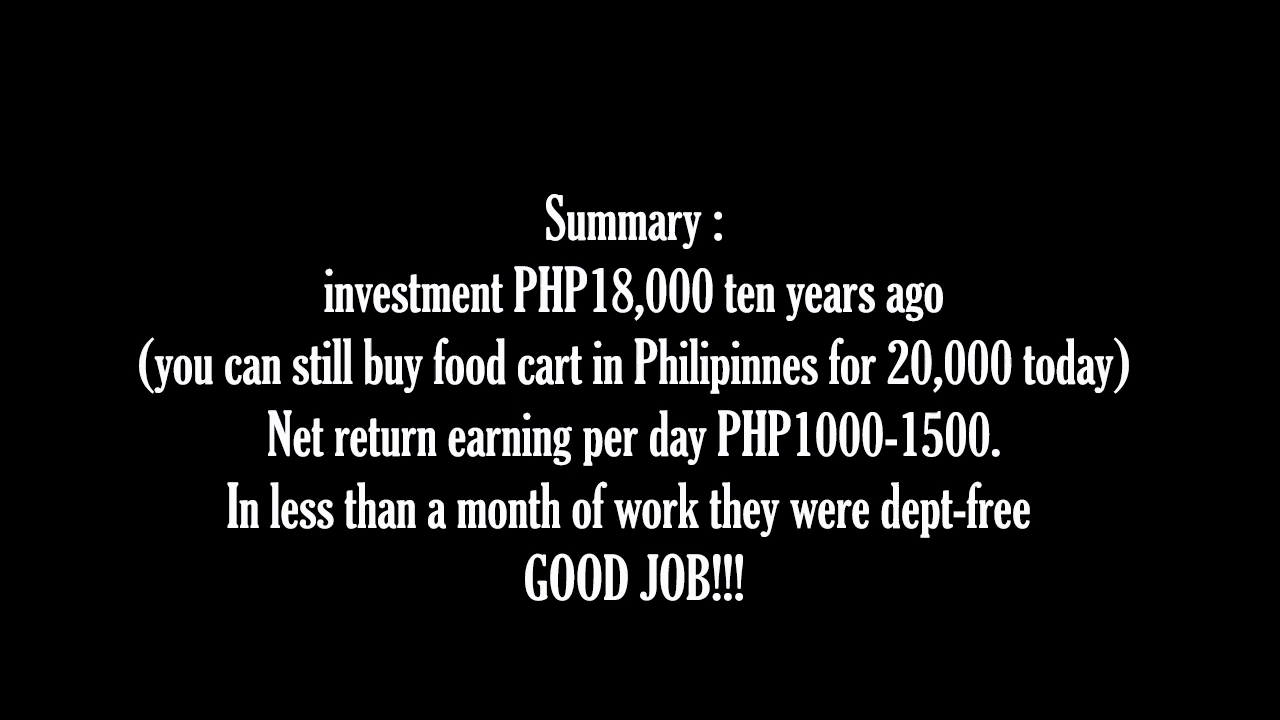 Summary :
investment PHP18,000 ten years ago
(you can still buy food cart in Philipinnes for 20,000 today)
Net return earning per day PHP1000-1500.
In less than a month of work they were dept-free
GOOD JOB!!!